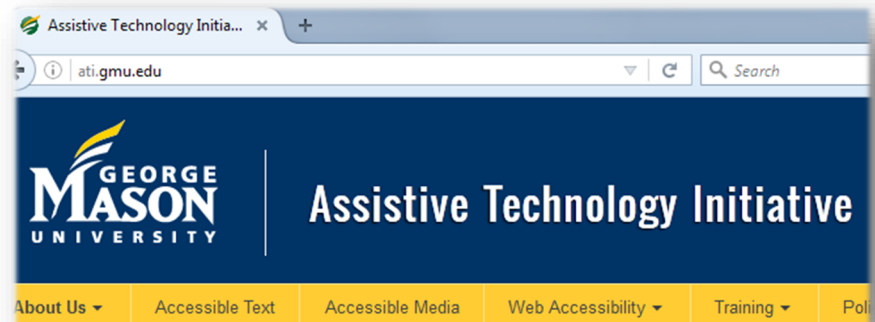 Assistive Technology Initia... × +
ati.gmu.edu Search
GEORGE
MASON
UNIVERSITY
Assistive Technology Initiative
About Us Accessible Text Accessible Media Web Accessibility Training